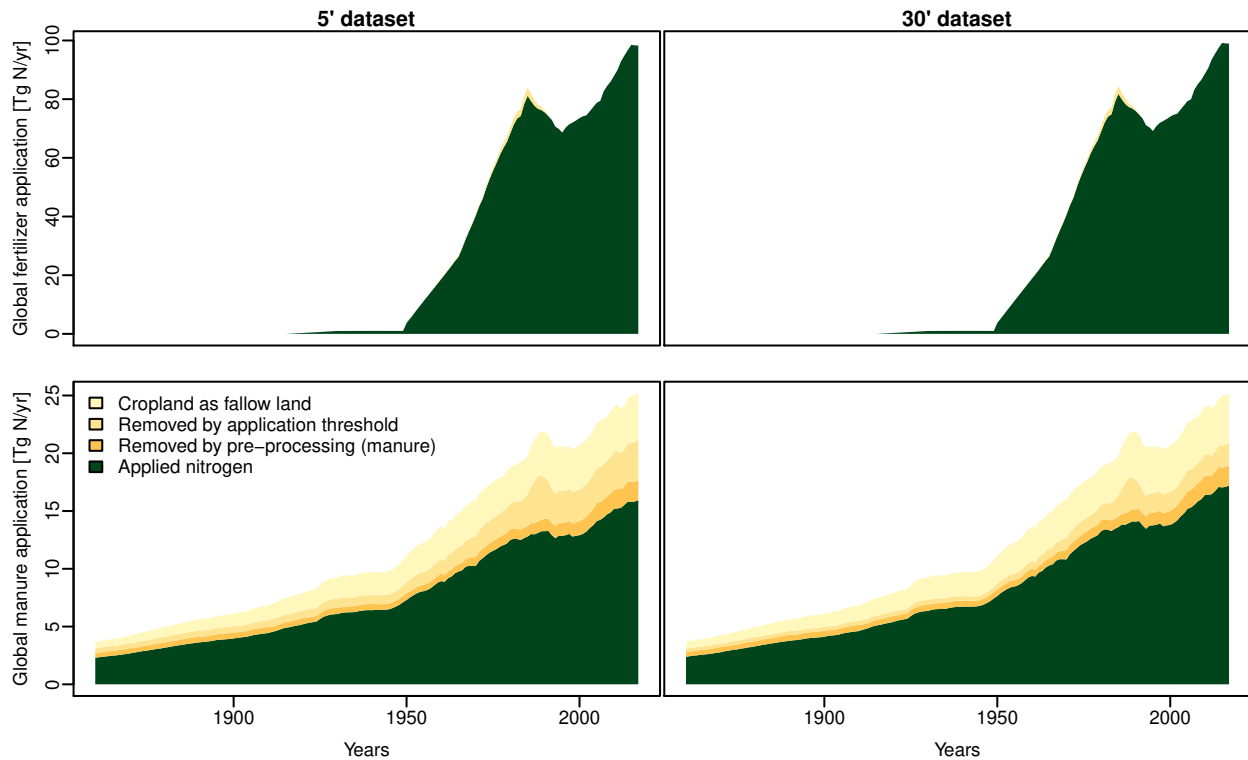 5' dataset
30' dataset
Global fertilizer application [Tg N/yr]
100
80
60
40
20
0
Global manure application [Tg N/yr]
25
20
15
10
5
0
Cropland as fallow land
Removed by application threshold
Removed by pre−processing (manure)
Applied nitrogen
1900
1950
2000
1900
1950
2000
Years
Years